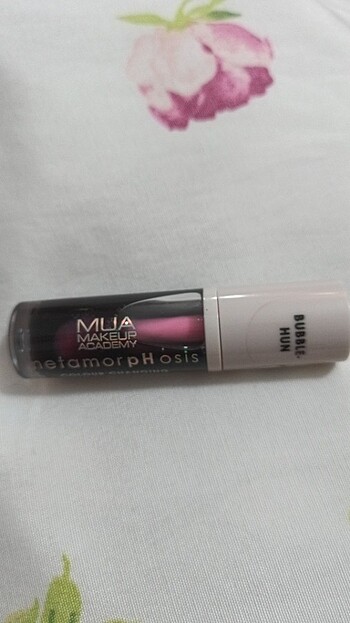 MUA
MAKEUP
ACADEMY
metamorpHosis
BUBBLE-
HUN